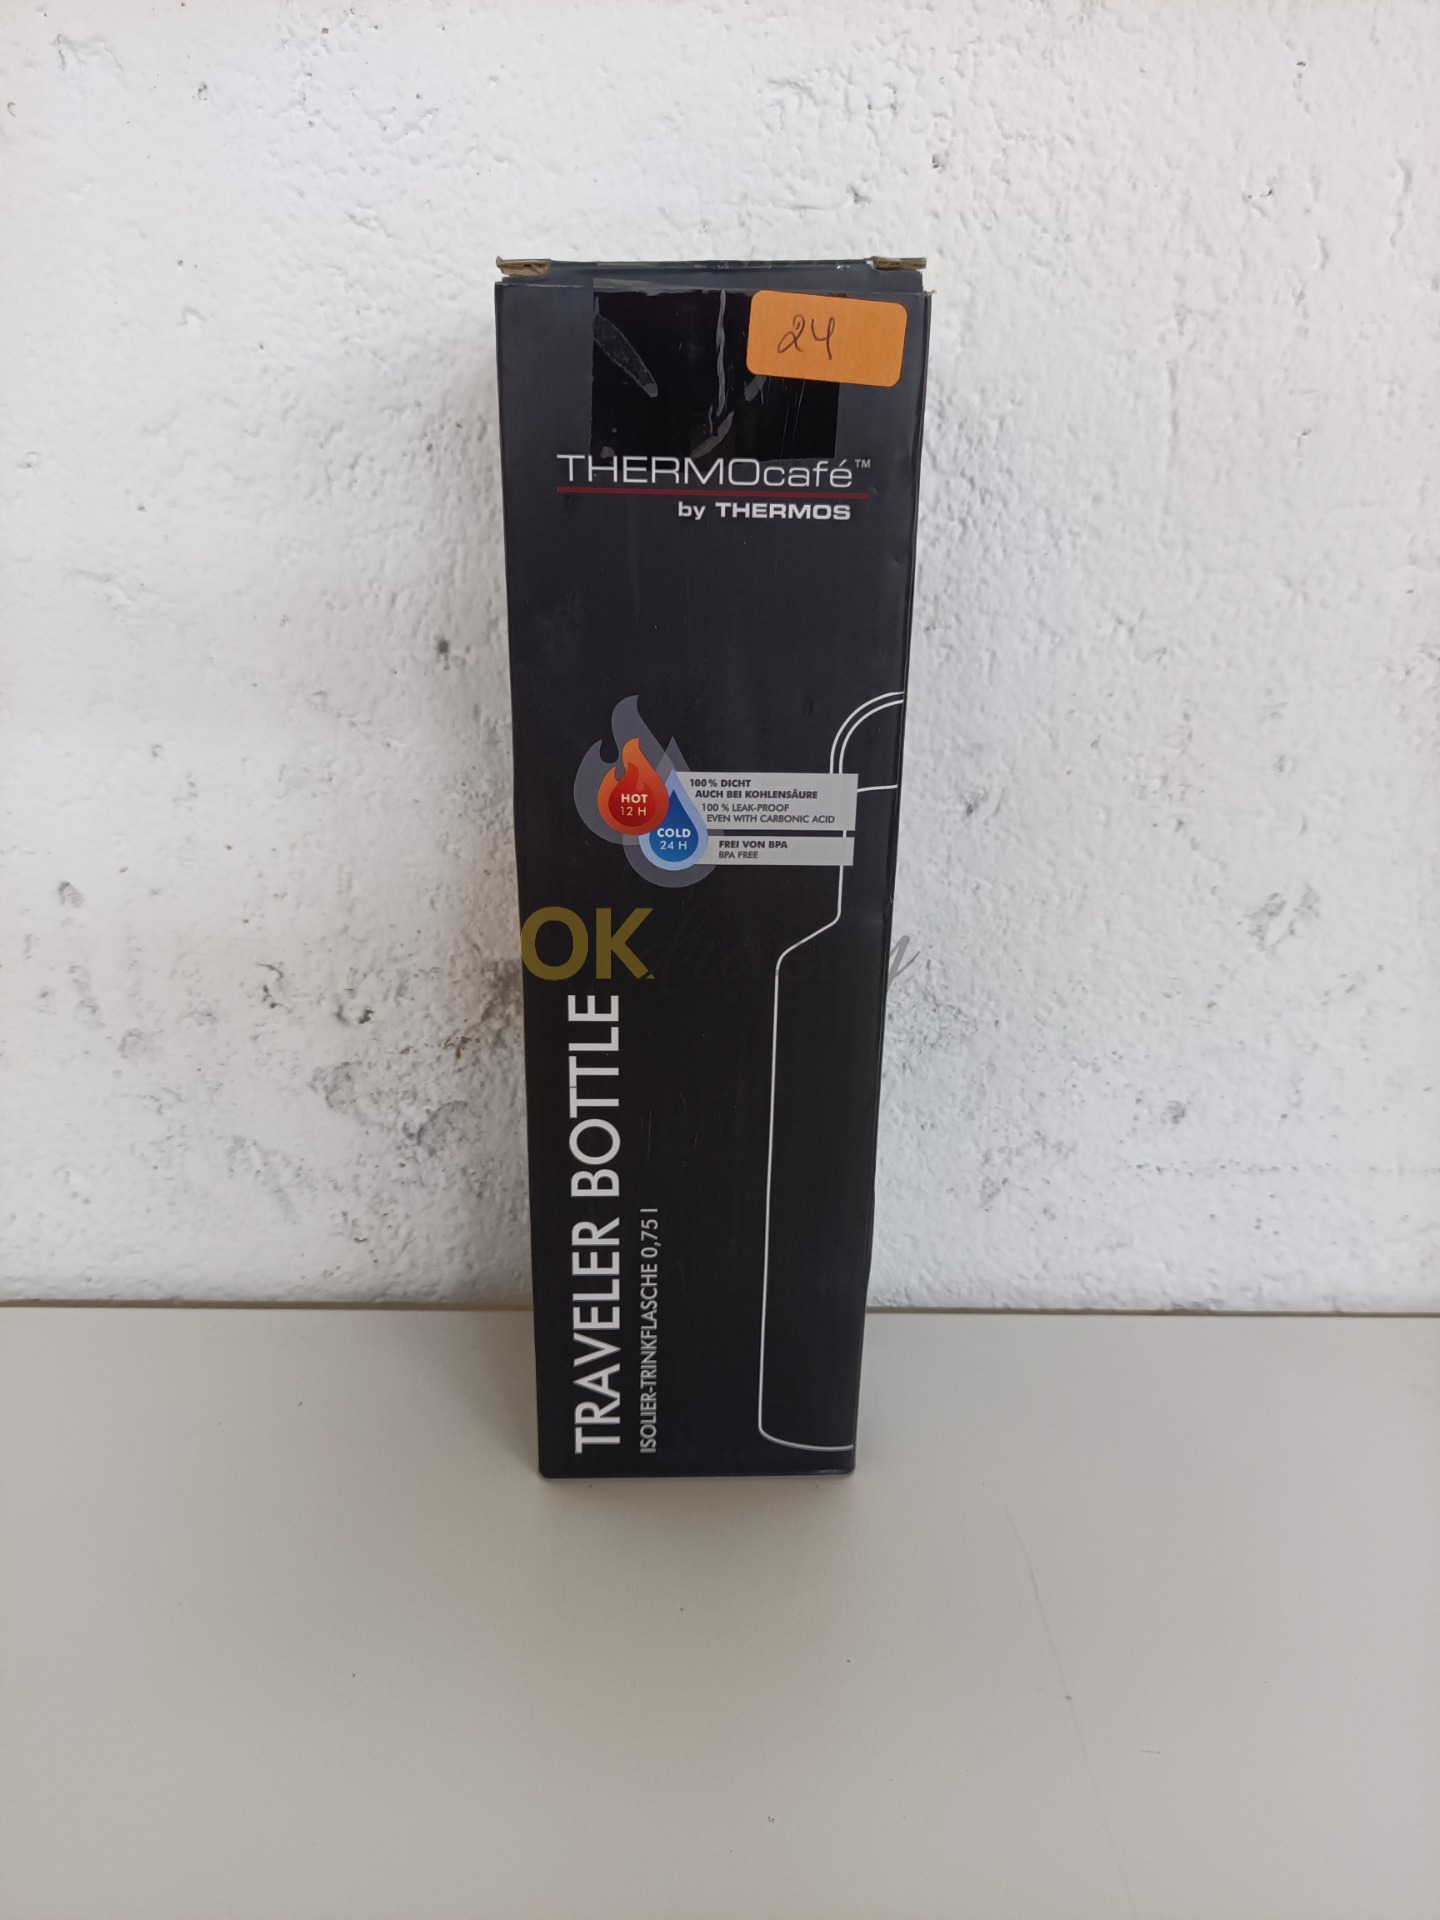 24
THERMOcafé™
by THERMOS
100% DICHT
AUCH BEI KOHLENSÄURE
100 % LEAK-PROOF
EVEN WITH CARBONIC ACID
HOT
12 H
COLD
24 H
FREI VON BPA
BPA FREE
OK
TRAVELER BOTTLE
ISOLIER-TRINKFLASCHE 0,75 l